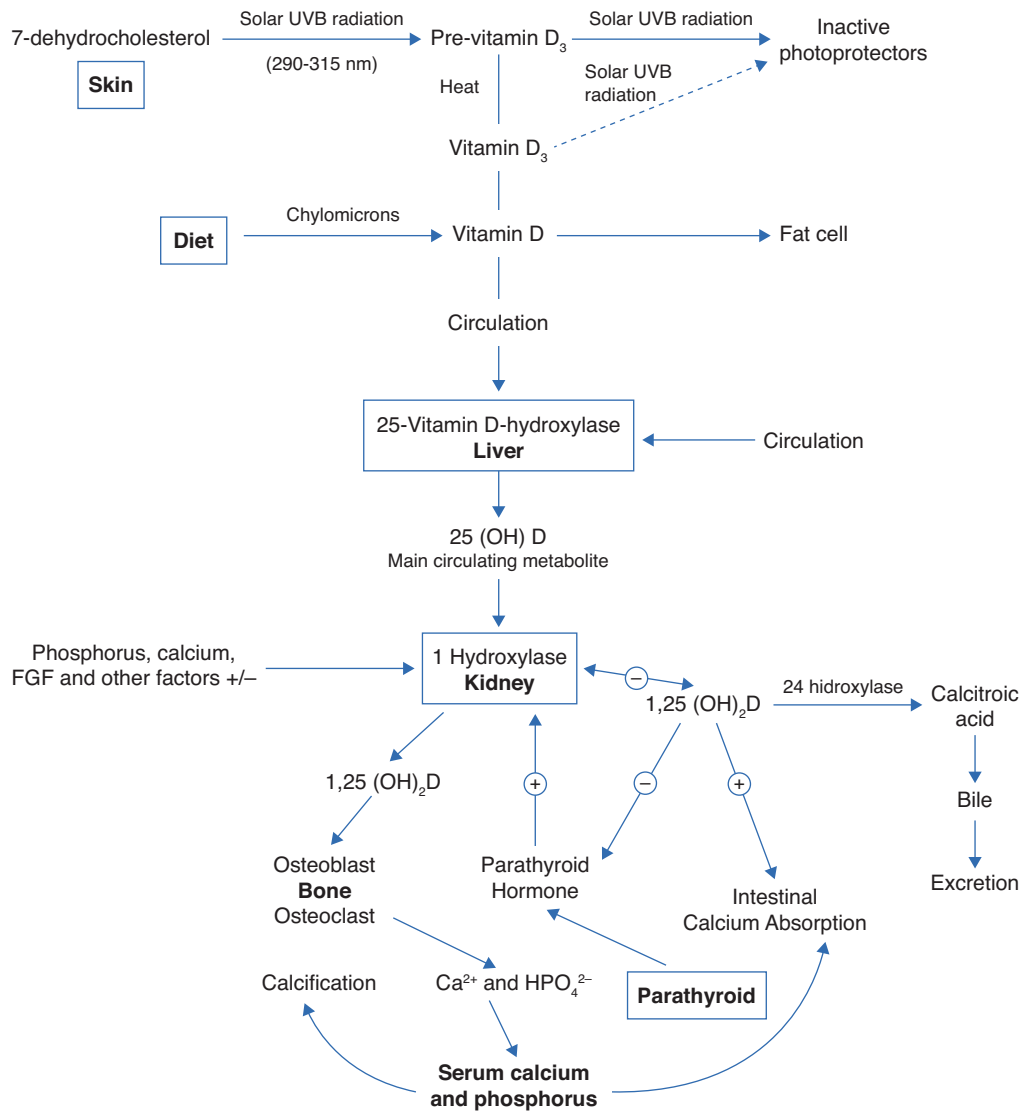 Solar UVB radiation
Solar UVB radiation
7-dehydrocholesterol
Pre-vitamin D₃
Inactive
photoprotectors
(290-315 nm)
Skin
Heat
Solar UVB
radiation
Vitamin D₃
Chylomicrons
Diet
Vitamin D
Fat cell
Circulation
25-Vitamin D-hydroxylase
Liver
Circulation
25 (OH) D
Main circulating metabolite
Phosphorus, calcium,
FGF and other factors +/–
1 Hydroxylase
Kidney
–
1,25 (OH)₂D
24 hidroxylase
Calcitroic
acid
1,25 (OH)₂D
+
–
+
Bile
Osteoblast
Bone
Osteoclast
Parathyroid
Hormone
Intestinal
Calcium Absorption
Excretion
Calcification
Ca²⁺ and HPO₄²⁻
Parathyroid
Serum calcium
and phosphorus